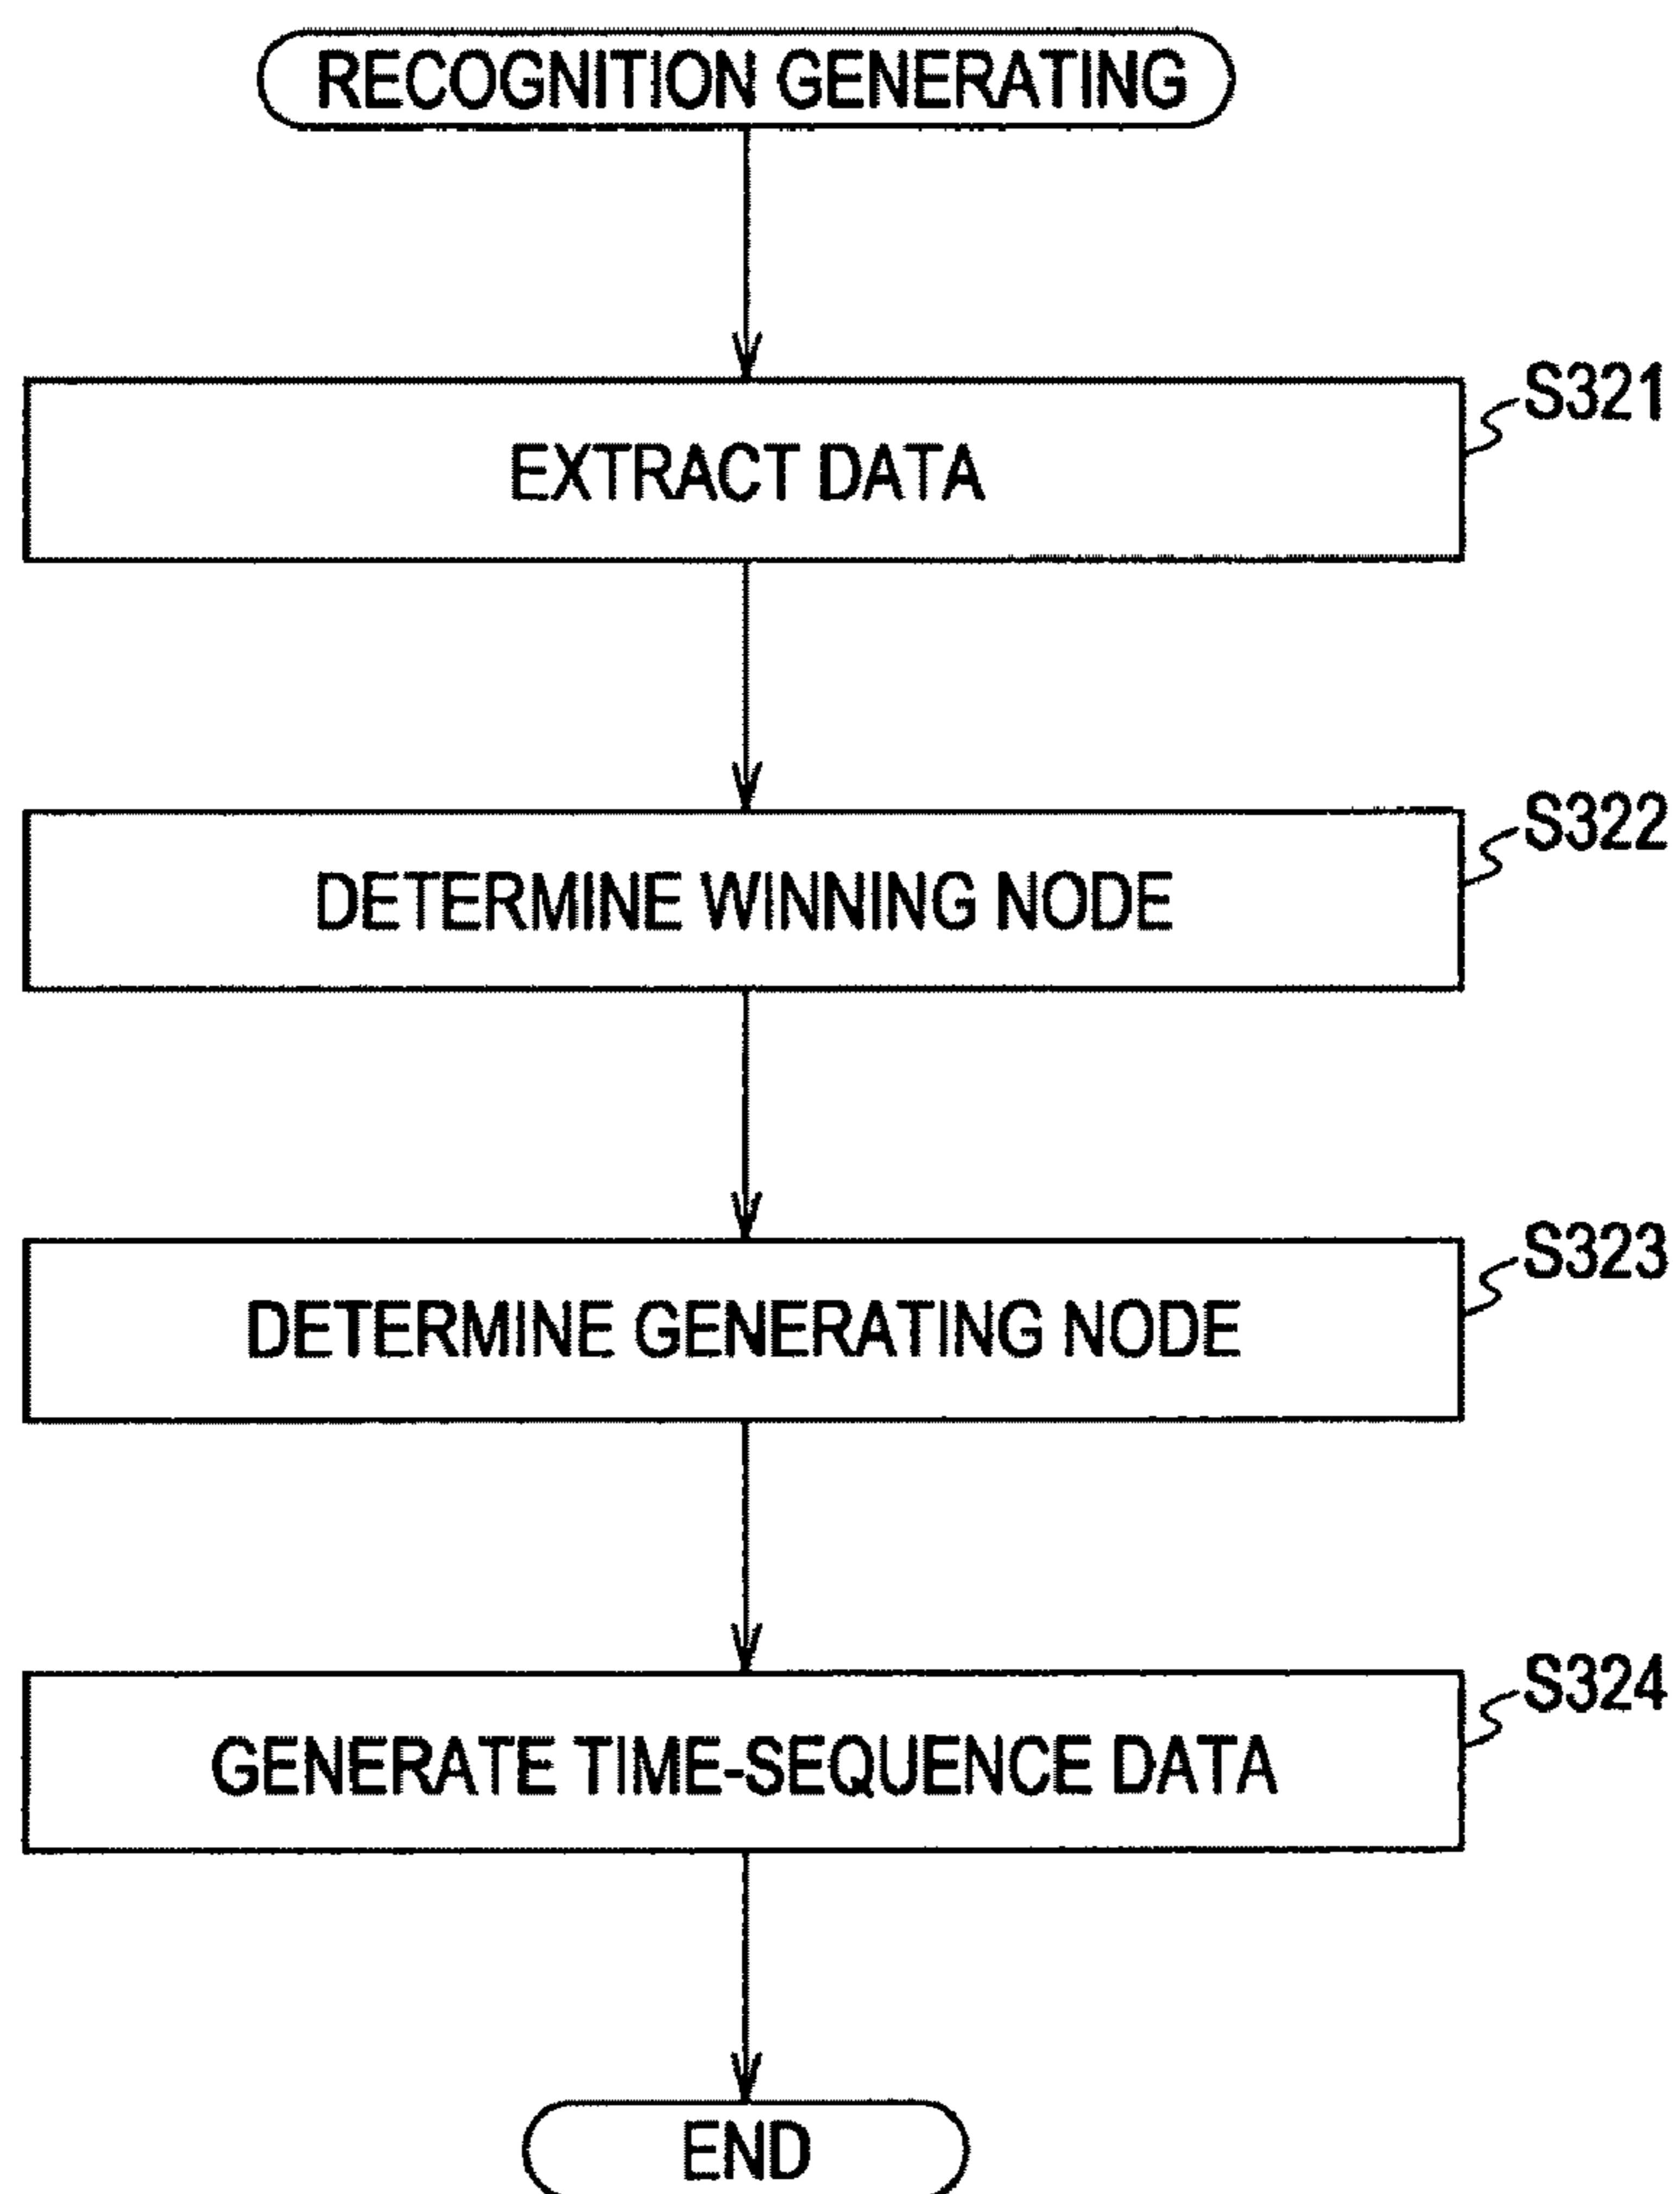 RECOGNITION GENERATING
S321
EXTRACT DATA
S322
DETERMINE WINNING NODE
S323
DETERMINE GENERATING NODE
S324
GENERATE TIME-SEQUENCE DATA
END